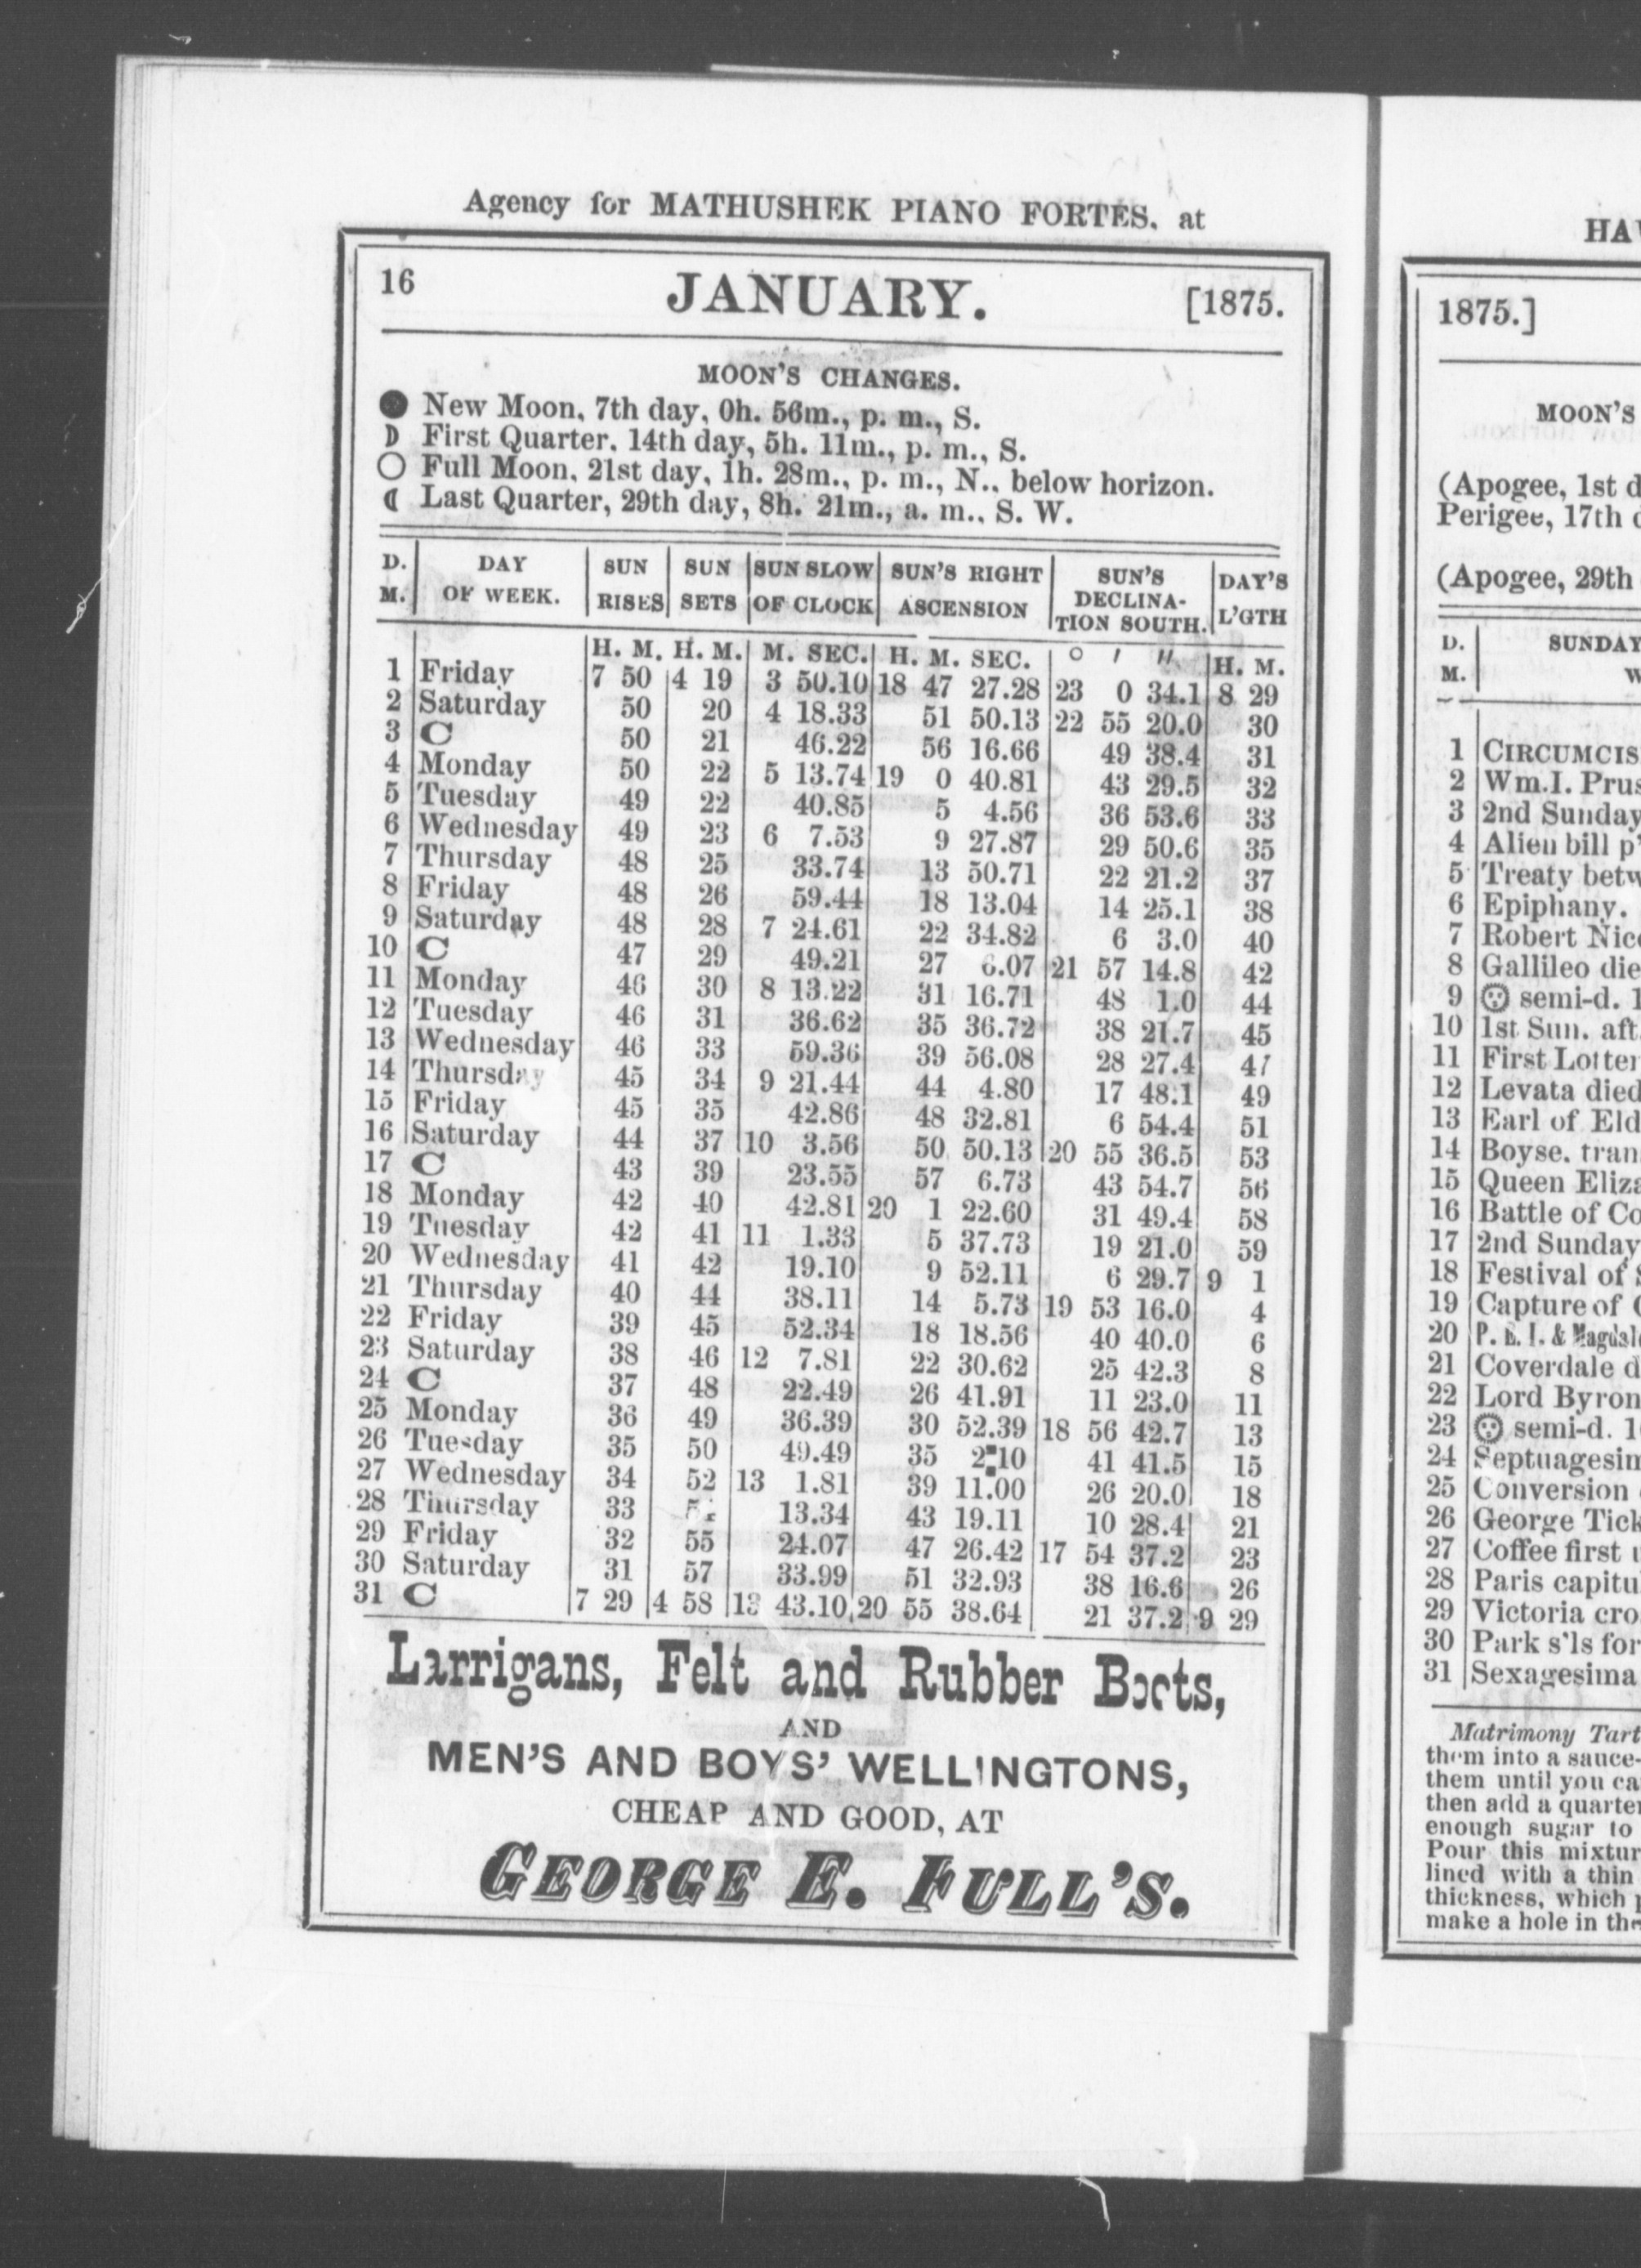 Agency for MATHUSHEK PIANO FORTES. at
16 JANUARY. [1875.
MOON'S CHANGES.
New Moon, 7th day, 0h. 56m., p. m., S.
First Quarter. 14th day, 5h. 11m., p. m., S.
Full Moon, 21st day, 1h. 28m., p. m., N., below horizon.
Last Quarter, 29th day, 8h. 21m., a. m., S. W.
D. M. DAY OF WEEK. SUN RISES SUN SETS SUN SLOW OF CLOCK SUN'S RIGHT ASCENSION SUN'S DECLINA- TION SOUTH. DAY'S L'GTH
H. M. H. M. M. SEC. H. M. SEC. ° ′ ″ H. M.
1 Friday 7 50 4 19 3 50.10 18 47 27.28 23 0 34.1 8 29
2 Saturday 50 20 4 18.33 51 50.13 22 55 20.0 30
3 C 50 21 46.22 56 16.66 49 38.4 31
4 Monday 50 22 5 13.74 19 0 40.81 43 29.5 32
5 Tuesday 49 22 40.85 5 4.56 36 53.6 33
6 Wednesday 49 23 6 7.53 9 27.87 29 50.6 35
7 Thursday 48 25 33.74 13 50.71 22 21.2 37
8 Friday 48 26 59.44 18 13.04 14 25.1 38
9 Saturday 48 28 7 24.61 22 34.82 6 3.0 40
10 C 47 29 49.21 27 6.07 21 57 14.8 42
11 Monday 46 30 8 13.22 31 16.71 48 1.0 44
12 Tuesday 46 31 36.62 35 36.72 38 21.7 45
13 Wednesday 46 33 59.36 39 56.08 28 27.4 47
14 Thursday 45 34 9 21.44 44 4.80 17 48.1 49
15 Friday 45 35 42.86 48 32.81 6 54.4 51
16 Saturday 44 37 10 3.56 50 50.13 20 55 36.5 53
17 C 43 39 23.55 57 6.73 43 54.7 56
18 Monday 42 40 42.81 20 1 22.60 31 49.4 58
19 Tuesday 42 41 11 1.33 5 37.73 19 21.0 59
20 Wednesday 41 42 19.10 9 52.11 6 29.7 9 1
21 Thursday 40 44 38.11 14 5.73 19 53 16.0 4
22 Friday 39 45 52.34 18 18.56 40 40.0 6
23 Saturday 38 46 12 7.81 22 30.62 25 42.3 8
24 C 37 48 22.49 26 41.91 11 23.0 11
25 Monday 36 49 36.39 30 52.39 18 56 42.7 13
26 Tuesday 35 50 49.49 35 2.10 41 41.5 15
27 Wednesday 34 52 13 1.81 39 11.00 26 20.0 18
28 Thursday 33 13.34 43 19.11 10 28.4 21
29 Friday 32 55 24.07 47 26.42 17 54 37.2 23
30 Saturday 31 57 33.99 51 32.93 38 16.6 26
31 C 7 29 4 58 13 43.10 20 55 38.64 21 37.2 9 29
Larrigans, Felt and Rubber Boots,
AND
MEN'S AND BOYS' WELLINGTONS,
CHEAP AND GOOD, AT
GEORGE E. FULL'S.
1875.]
MOON'S
(Apogee, 1st d
Perigee, 17th
(Apogee, 29th
D. M. SUNDAY
1 CIRCUMCIS
2 Wm. I. Prus
3 2nd Sunday
4 Alien bill p
5 Treaty betw
6 Epiphany.
7 Robert Nic
8 Gallileo die
9 semi-d. 1
10 1st Sun. aft.
11 First Lotter
12 Levata died
13 Earl of Eld
14 Boyse. tran
15 Queen Eliza
16 Battle of Co
17 2nd Sunday
18 Festival of S
19 Capture of
20 P. E. I. & Magdal
21 Coverdale d
22 Lord Byron
23 semi-d. 1
24 Septuagesim
25 Conversion
26 George Tick
27 Coffee first
28 Paris capitu
29 Victoria cro
30 Park s'ls for
31 Sexagesima
Matrimony Tart
them into a sauce-
them until you ca
then add a quarter
enough sugar to
Pour this mixtur
lined with a thin
thickness, which
make a hole in the